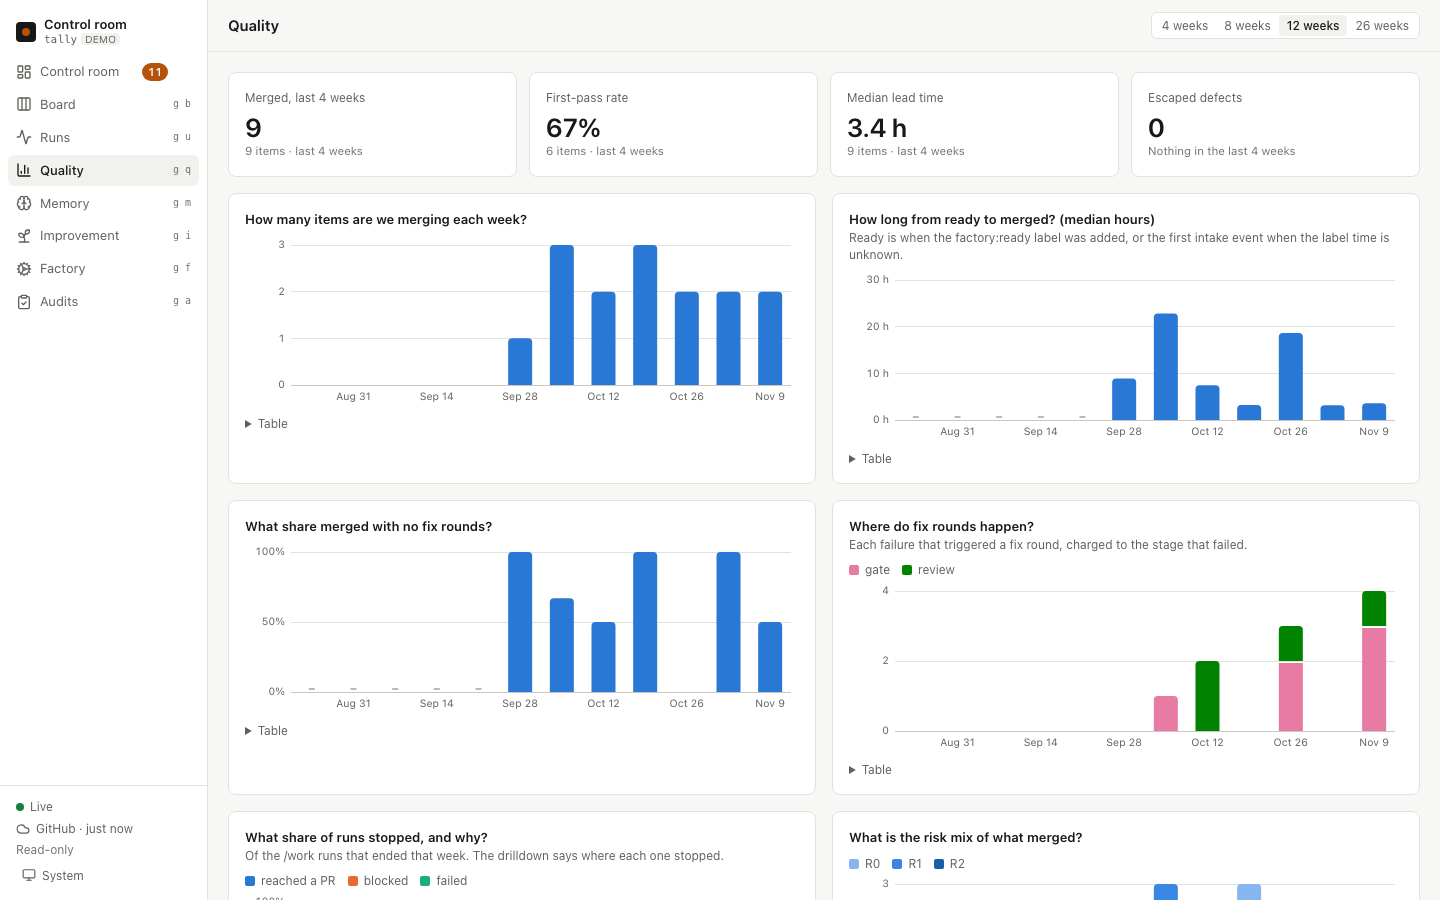 Control room
tally DEMO
Control room 11
Board g b
Runs g u
Quality g q
Memory g m
Improvement g i
Factory g f
Audits g a
Live
GitHub · just now
Read-only
System
Quality
4 weeks 8 weeks 12 weeks 26 weeks
Merged, last 4 weeks
9
9 items · last 4 weeks
First-pass rate
67%
6 items · last 4 weeks
Median lead time
3.4 h
9 items · last 4 weeks
Escaped defects
0
Nothing in the last 4 weeks
How many items are we merging each week?
3
2
1
0
Aug 31 Sep 14 Sep 28 Oct 12 Oct 26 Nov 9
Table
How long from ready to merged? (median hours)
Ready is when the factory:ready label was added, or the first intake event when the label time is
unknown.
30 h
20 h
10 h
0 h
Aug 31 Sep 14 Sep 28 Oct 12 Oct 26 Nov 9
Table
What share merged with no fix rounds?
100%
50%
0%
Aug 31 Sep 14 Sep 28 Oct 12 Oct 26 Nov 9
Table
Where do fix rounds happen?
Each failure that triggered a fix round, charged to the stage that failed.
gate review
4
2
0
Aug 31 Sep 14 Sep 28 Oct 12 Oct 26 Nov 9
Table
What share of runs stopped, and why?
Of the /work runs that ended that week. The drilldown says where each one stopped.
reached a PR blocked failed
100%
What is the risk mix of what merged?
R0 R1 R2
3